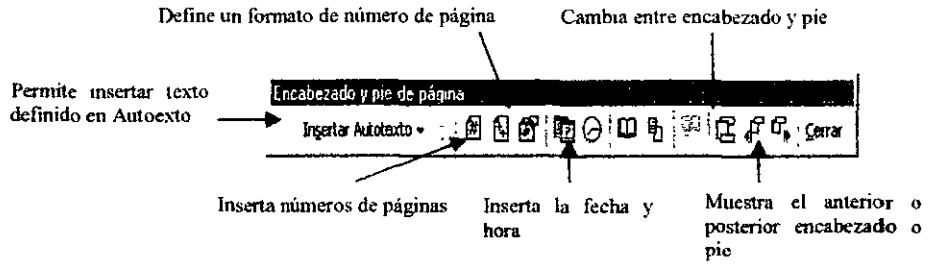 Define un formato de número de página
Cambia entre encabezado y pie
Permite insertar texto
definido en Autoexto
Encabezado y pie de página
Insertar Autotexto
Cerrar
Inserta números de páginas
Inserta la fecha y
hora
Muestra el anterior o
posterior encabezado o
pie